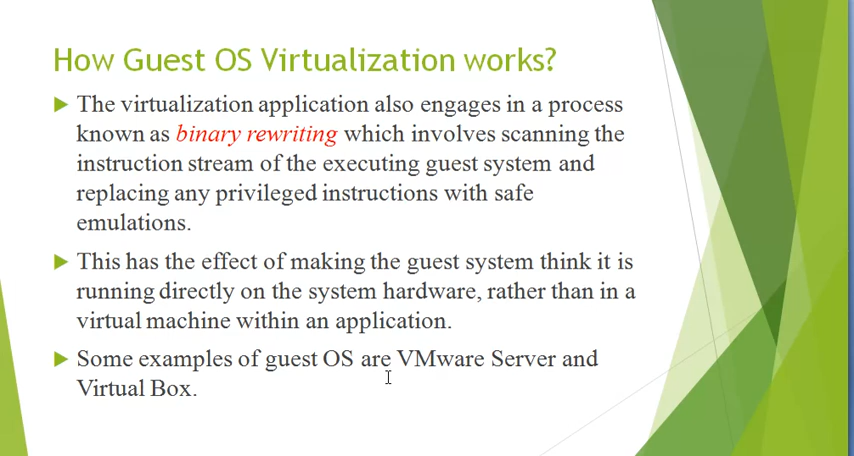 How Guest OS Virtualization works?
The virtualization application also engages in a process
known as binary rewriting which involves scanning the
instruction stream of the executing guest system and
replacing any privileged instructions with safe
emulations.
This has the effect of making the guest system think it is
running directly on the system hardware, rather than in a
virtual machine within an application.
Some examples of guest OS are VMware Server and
Virtual Box.